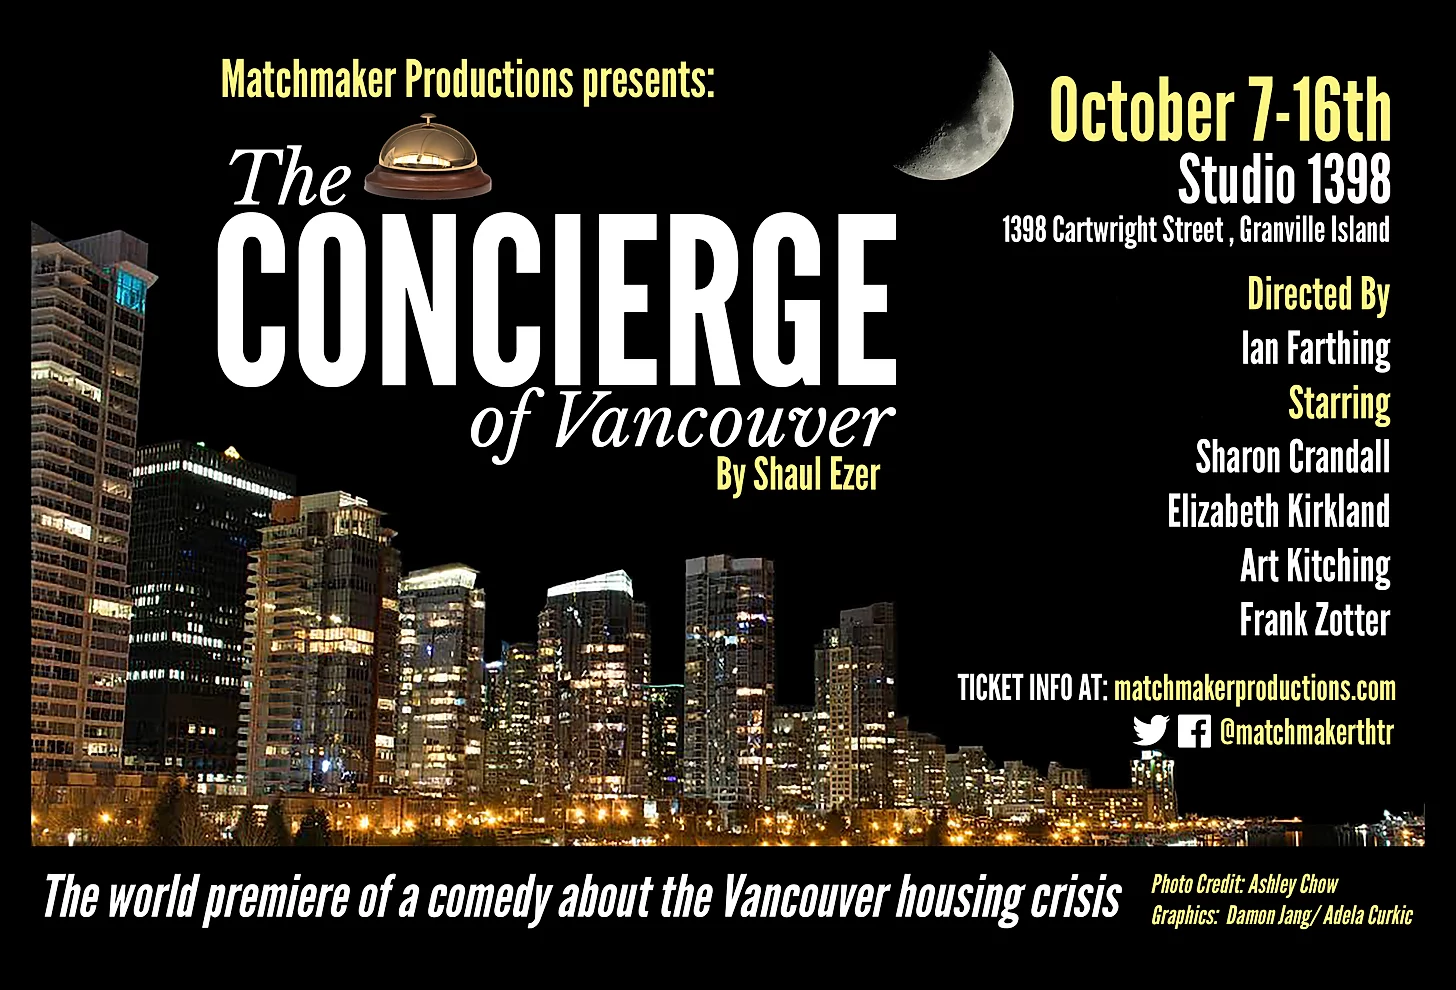 Matchmaker Productions presents:
The
CONCIERGE
of Vancouver
By Shaul Ezer
October 7-16th
Studio 1398
1398 Cartwright Street , Granville Island
Directed By
Ian Farthing
Starring
Sharon Crandall
Elizabeth Kirkland
Art Kitching
Frank Zotter
TICKET INFO AT: matchmakerproductions.com
@matchmakerthtr
The world premiere of a comedy about the Vancouver housing crisis
Photo Credit: Ashley Chow
Graphics: Damon Jang/ Adela Curkic